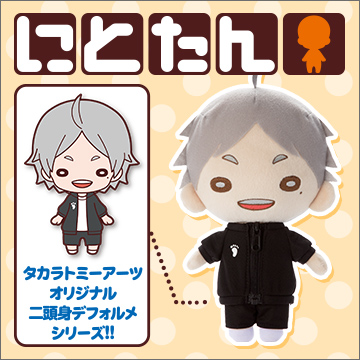 にとたん
タカラトミーアーツ
オリジナル
二頭身デフォルメ
シリーズ!!